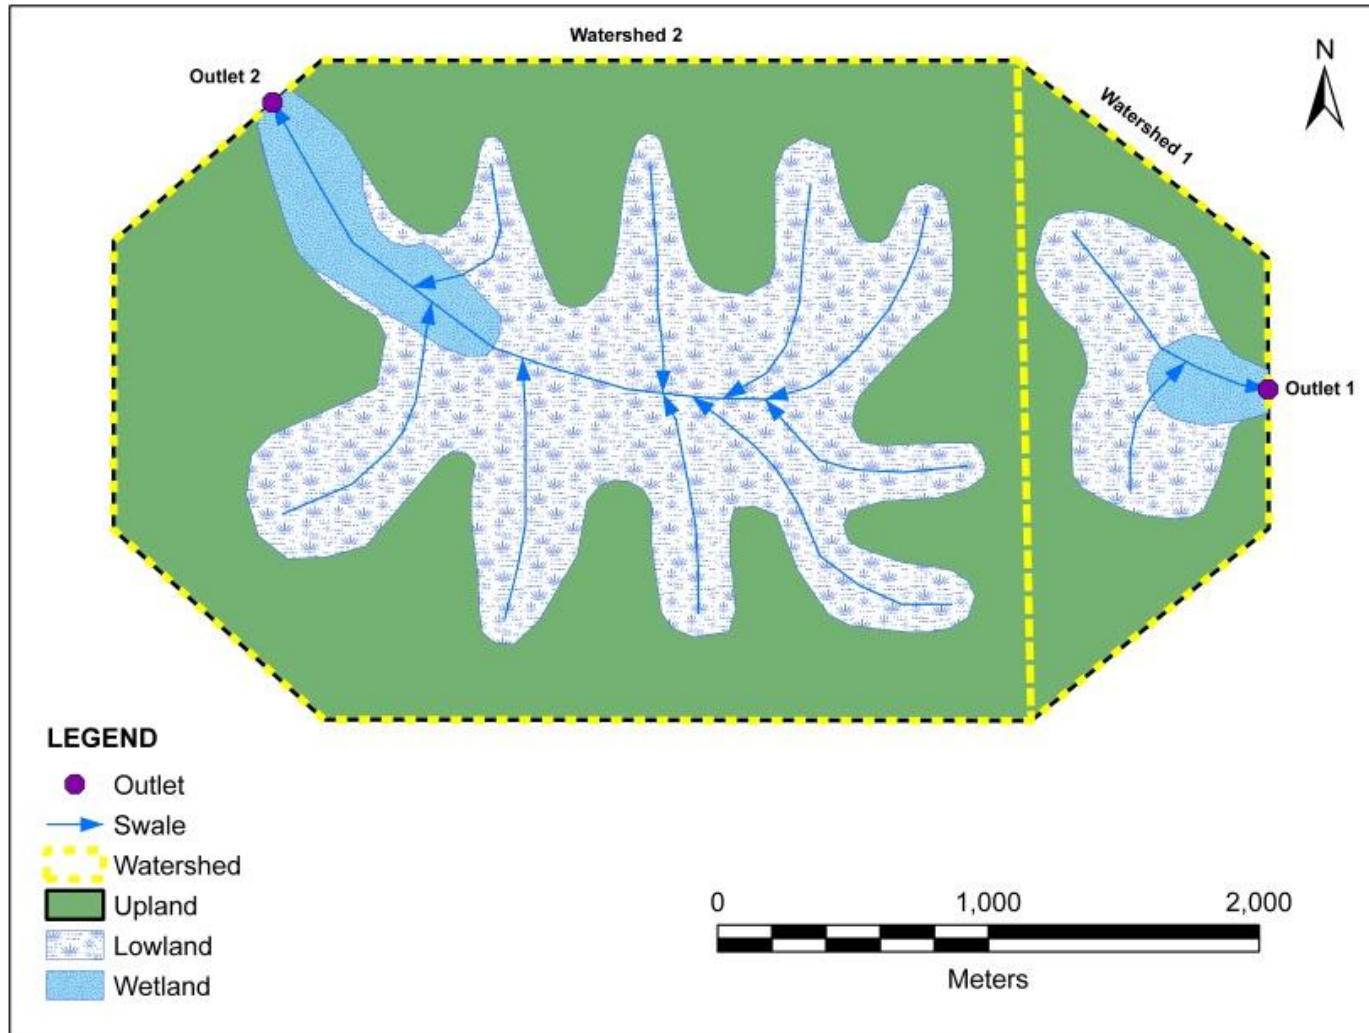 Watershed 2
N
Outlet 2
Watershed 1
Outlet 1
LEGEND
Outlet
Swale
Watershed
Upland
Lowland
Wetland
0 1,000 2,000
Meters